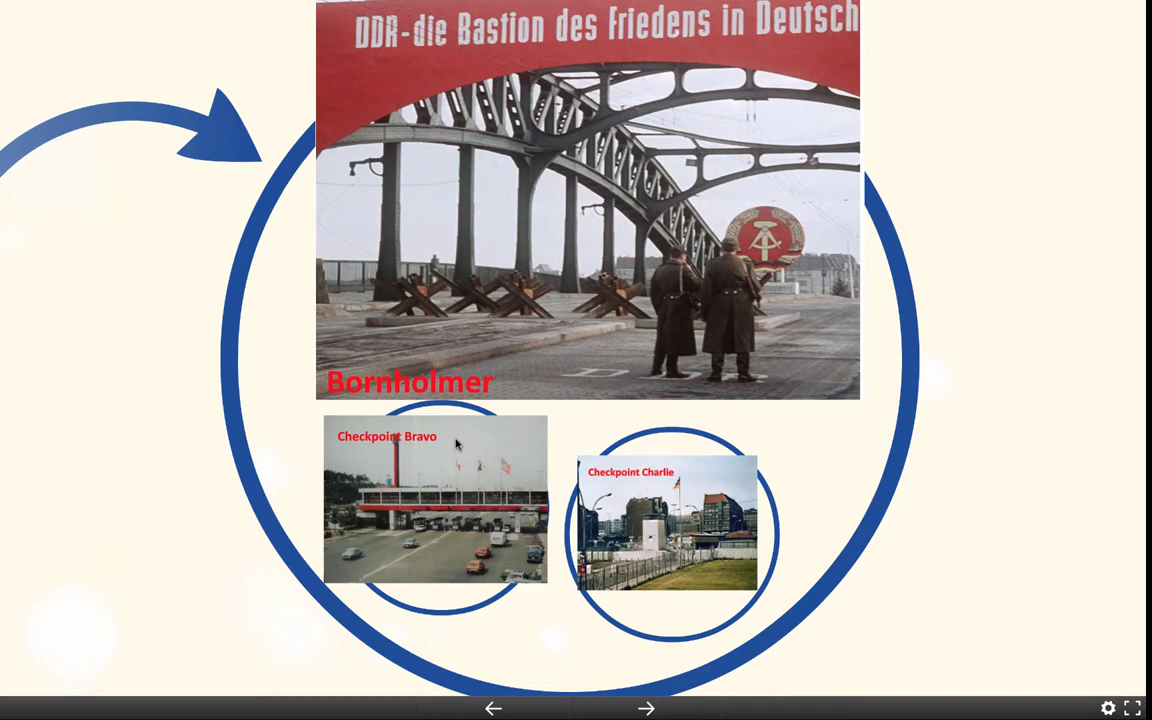 DDR-die Bastion des Friedens in Deutsch
Bornholmer
Checkpoint Bravo
Checkpoint Charlie